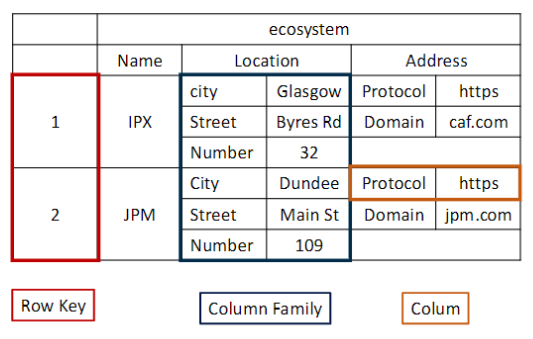 ecosystem
Name Location Address
city Glasgow Protocol https
1 IPX Street Byres Rd Domain caf.com
Number 32
City Dundee Protocol https
2 JPM Street Main St Domain jpm.com
Number 109
Row Key Column Family Colum